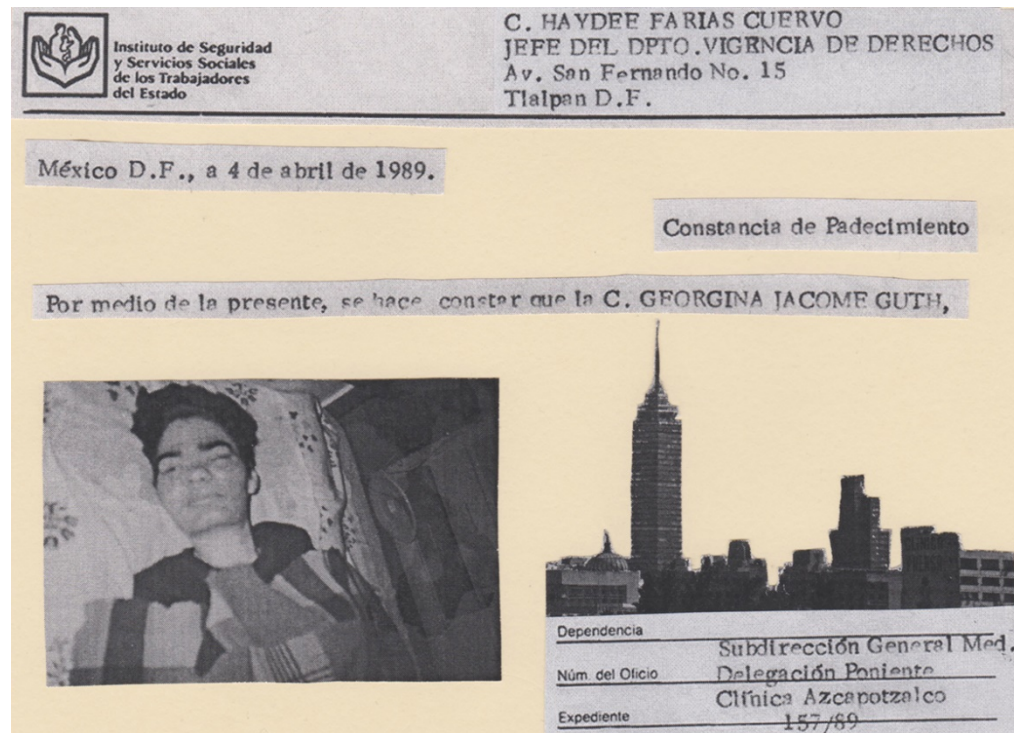 Instituto de Seguridad
y Servicios Sociales
de los Trabajadores
del Estado
C. HAYDEE FARIAS CUERVO
JEFE DEL DPTO.VIGENCIA DE DERECHOS
Av. San Fernando No. 15
Tlalpan D.F.
México D.F., a 4 de abril de 1989.
Constancia de Padecimiento
Por medio de la presente, se hace constar que la C. GEORGINA JACOME GUTH,
Dependencia
Subdirección General Med.
Núm. del Oficio
Delegación Poniente
Clínica Azcapotzalco
Expediente
157/89